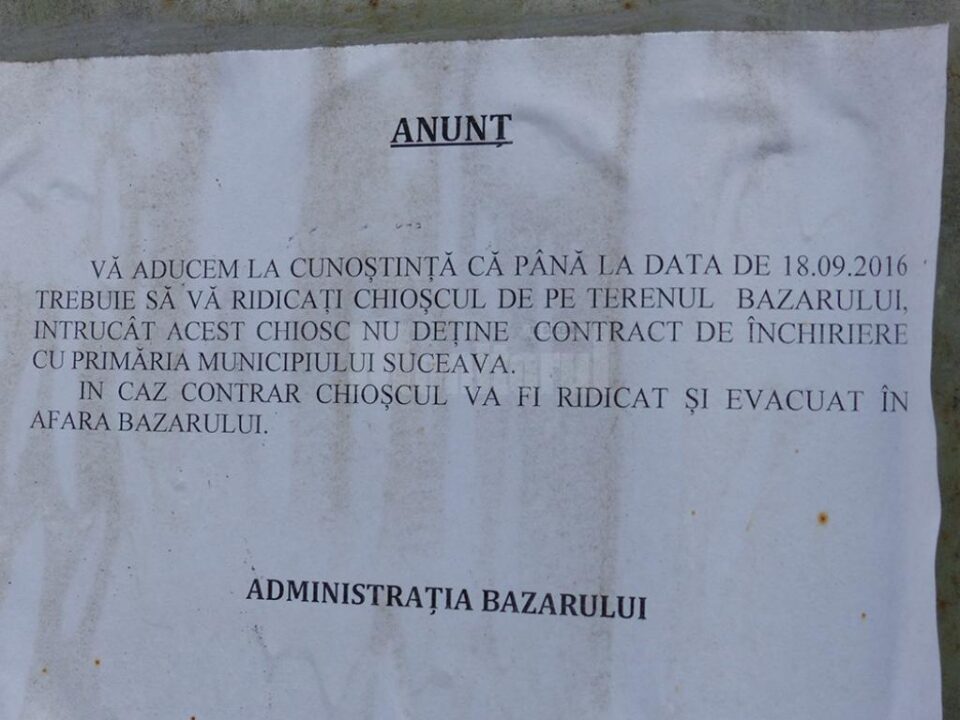 ANUNȚ
VĂ ADUCEM LA CUNOȘTINȚĂ CĂ PÂNĂ LA DATA DE 18.09.2016
TREBUIE SĂ VĂ RIDICAȚI CHIOȘCUL DE PE TERENUL BAZARULUI,
INTRUCÂT ACEST CHIOSC NU DEȚINE CONTRACT DE ÎNCHIRIERE
CU PRIMĂRIA MUNICIPIULUI SUCEAVA.
IN CAZ CONTRAR CHIOȘCUL VA FI RIDICAT ȘI EVACUAT ÎN
AFARA BAZARULUI.
ADMINISTRAȚIA BAZARULUI